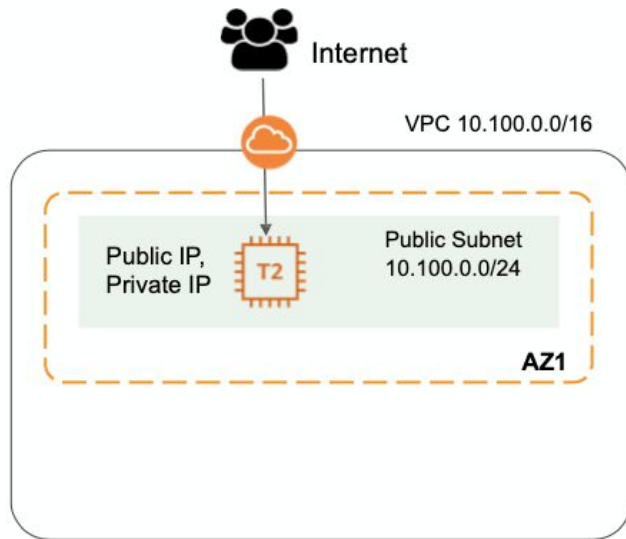 Internet
VPC 10.100.0.0/16
Public IP,
Private IP
T2
Public Subnet
10.100.0.0/24
AZ1